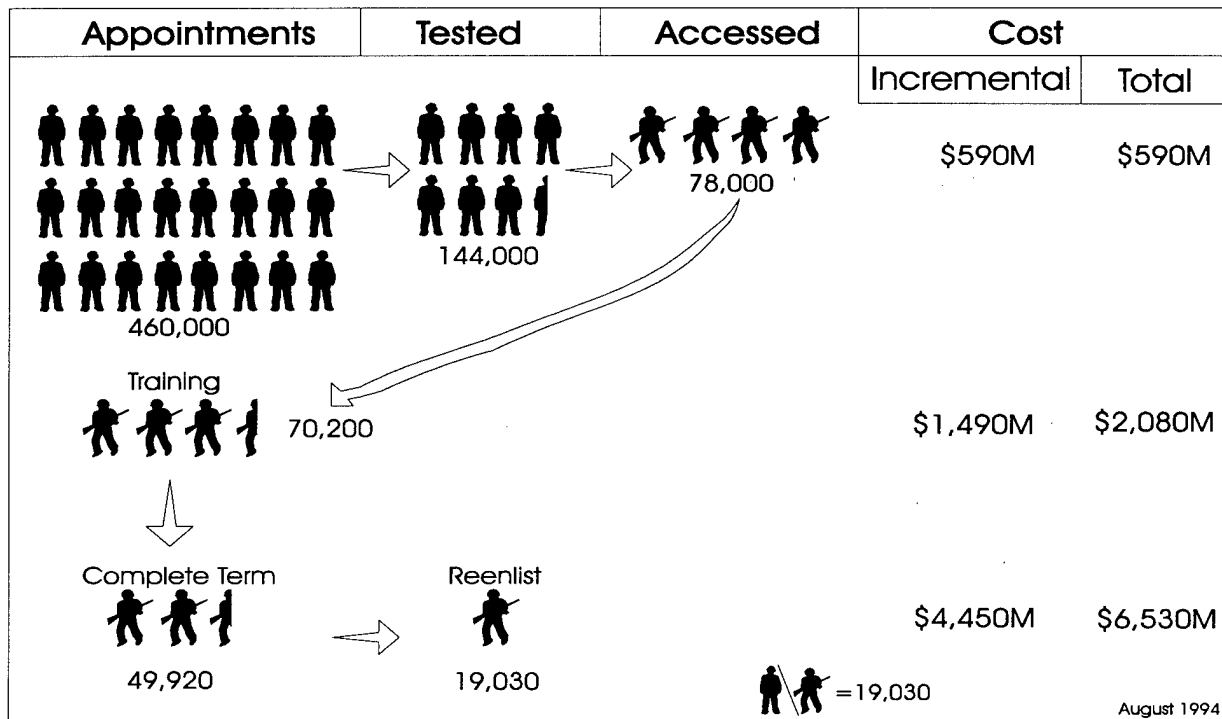 Appointments Tested Accessed Cost
Incremental Total
$590M $590M
78,000
144,000
460,000
Training
70,200 $1,490M $2,080M
Complete Term Reenlist
$4,450M $6,530M
49,920 19,030 =19,030
August 1994